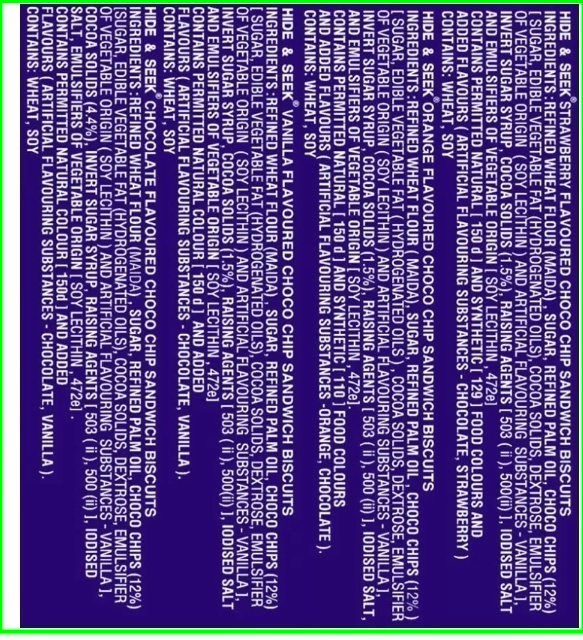 HIDE & SEEK® STRAWBERRY FLAVOURED CHOCO CHIP SANDWICH BISCUITS
INGREDIENTS : REFINED WHEAT FLOUR (MAIDA), SUGAR, REFINED PALM OIL, CHOCO CHIPS (12%)
[ SUGAR, EDIBLE VEGETABLE FAT (HYDROGENATED OILS), COCOA SOLIDS, DEXTROSE, EMULSIFIER
OF VEGETABLE ORIGIN ( SOY LECITHIN ) AND ARTIFICIAL FLAVOURING SUBSTANCES - VANILLA ],
INVERT SUGAR SYRUP, COCOA SOLIDS (1.5%), RAISING AGENTS [ 503 ( ii ), 500(ii) ], IODISED SALT
AND EMULSIFIERS OF VEGETABLE ORIGIN [ SOY LECITHIN, 472e].
CONTAINS PERMITTED NATURAL [ 150 d ] SYNTHETIC [ 129 ] FOOD COLOURS AND
ADDED FLAVOURS ( ARTIFICIAL FLAVOURING SUBSTANCES - CHOCOLATE, STRAWBERRY )
CONTAINS: WHEAT, SOY
HIDE & SEEK® ORANGE FLAVOURED CHOCO CHIP SANDWICH BISCUITS
INGREDIENTS : REFINED WHEAT FLOUR ( MAIDA), SUGAR, REFINED PALM OIL, CHOCO CHIPS (12% )
[ SUGAR, EDIBLE VEGETABLE FAT ( HYDROGENATED OILS ), COCOA SOLIDS, DEXTROSE, EMULSIFIER
OF VEGETABLE ORIGIN ( SOY LECITHIN ) AND ARTIFICIAL FLAVOURING SUBSTANCES - VANILLA ],
INVERT SUGAR SYRUP, COCOA SOLIDS (1.5%), RAISING AGENTS [ 503 ( ii ), 500 (ii) ], IODISED SALT,
AND EMULSIFIERS OF VEGETABLE ORIGIN [ SOY LECITHIN, 472e].
CONTAINS PERMITTED NATURAL [ 150 d ] AND SYNTHETIC [ 110 ] FOOD COLOURS
AND ADDED FLAVOURS ( ARTIFICIAL FLAVOURING SUBSTANCES -ORANGE, CHOCOLATE ).
CONTAINS: WHEAT, SOY
HIDE & SEEK® VANILLA FLAVOURED CHOCO CHIP SANDWICH BISCUITS
INGREDIENTS : REFINED WHEAT FLOUR (MAIDA), SUGAR, REFINED PALM OIL, CHOCO CHIPS (12%)
[ SUGAR, EDIBLE VEGETABLE FAT (HYDROGENATED OILS), COCOA SOLIDS, DEXTROSE, EMULSIFIER
OF VEGETABLE ORIGIN ( SOY LECITHIN ) AND ARTIFICIAL FLAVOURING SUBSTANCES - VANILLA ],
INVERT SUGAR SYRUP, COCOA SOLIDS (1.5%), RAISING AGENTS [ 503 ( ii ), 500(ii) ], IODISED SALT
AND EMULSIFIERS OF VEGETABLE ORIGIN [ SOY LECITHIN, 472e]
CONTAINS PERMITTED NATURAL COLOUR [ 150 d ] AND ADDED
FLAVOURS ( ARTIFICIAL FLAVOURING SUBSTANCES - CHOCOLATE, VANILLA ).
CONTAINS: WHEAT, SOY
HIDE & SEEK® CHOCOLATE FLAVOURED CHOCO CHIP SANDWICH BISCUITS
INGREDIENTS : REFINED WHEAT FLOUR (MAIDA), SUGAR, REFINED PALM OIL, CHOCO CHIPS (12%)
[SUGAR, EDIBLE VEGETABLE FAT (HYDROGENATED OILS), COCOA SOLIDS, DEXTROSE, EMULSIFIER
OF VEGETABLE ORIGIN ( SOY LECITHIN ) AND ARTIFICIAL FLAVOURING SUBSTANCES - VANILLA ],
COCOA SOLIDS (4.4%), INVERT SUGAR SYRUP, RAISING AGENTS [ 503 ( ii ), 500 (ii) ], IODISED
SALT, EMULSIFIERS OF VEGETABLE ORIGIN [ SOY LECITHIN, 472e] .
CONTAINS PERMITTED NATURAL COLOUR [ 150d ] AND ADDED
FLAVOURS ( ARTIFICIAL FLAVOURING SUBSTANCES - CHOCOLATE, VANILLA ).
CONTAINS: WHEAT, SOY